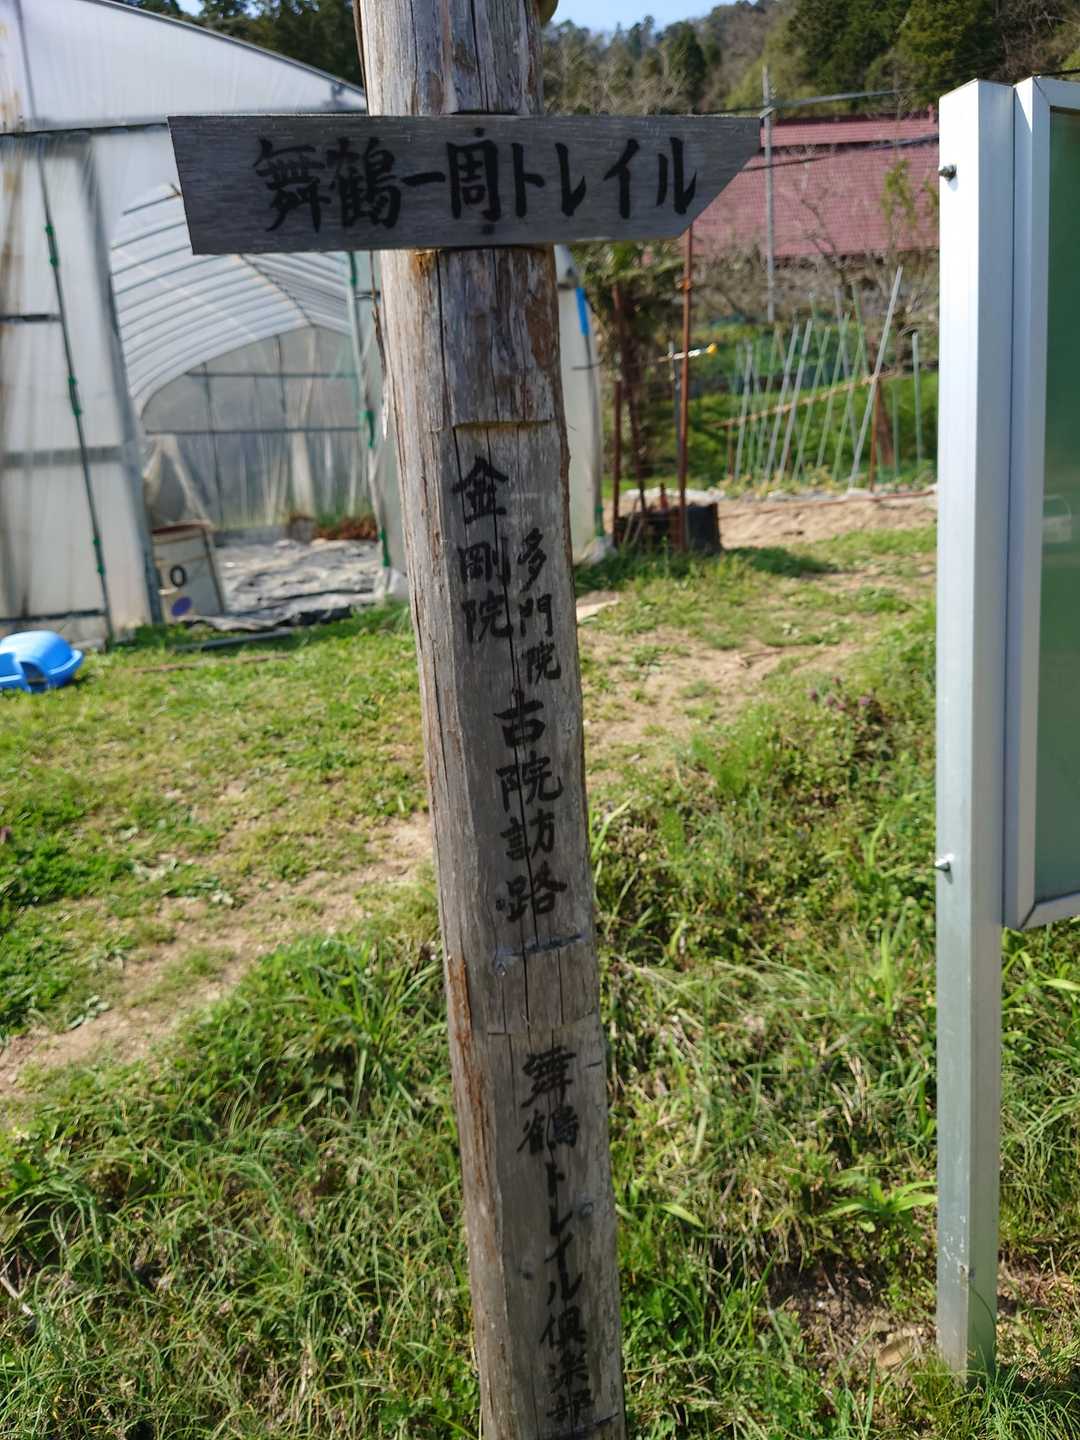 舞鶴一周トレイル
金剛院
多門院
古院訪路
舞鶴トレイル倶楽部